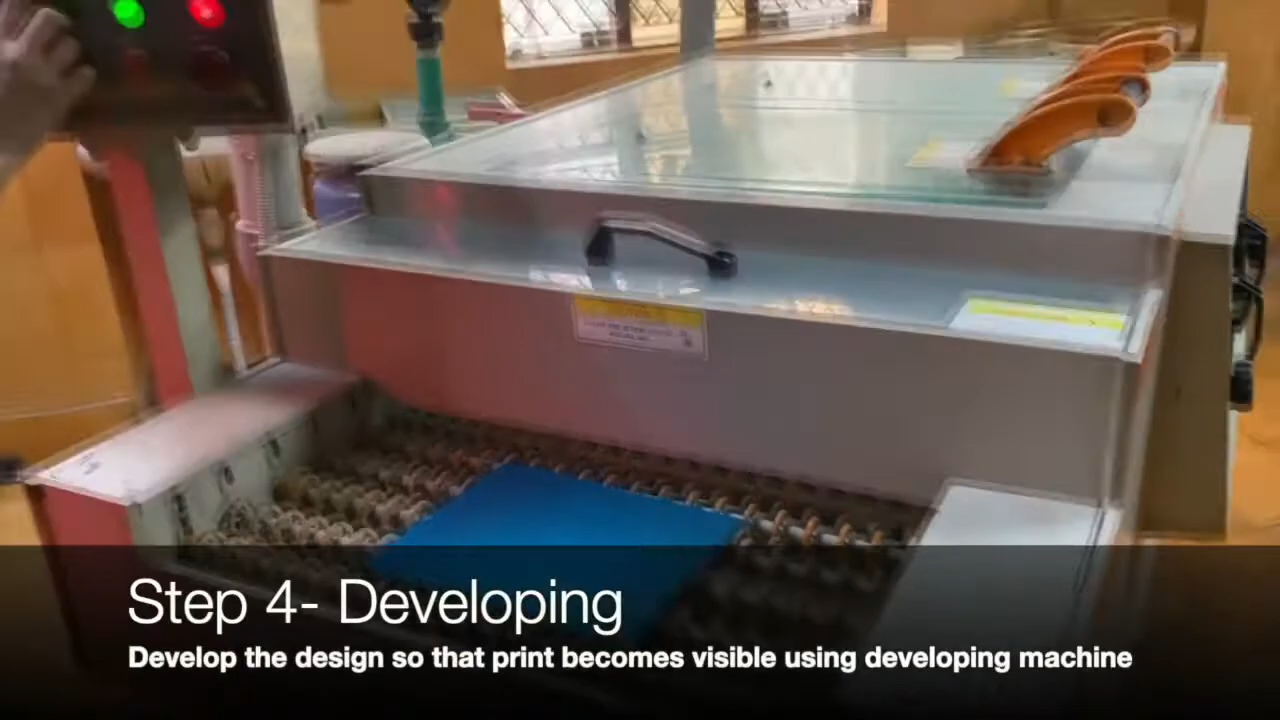 Step 4- Developing
Develop the design so that print becomes visible using developing machine